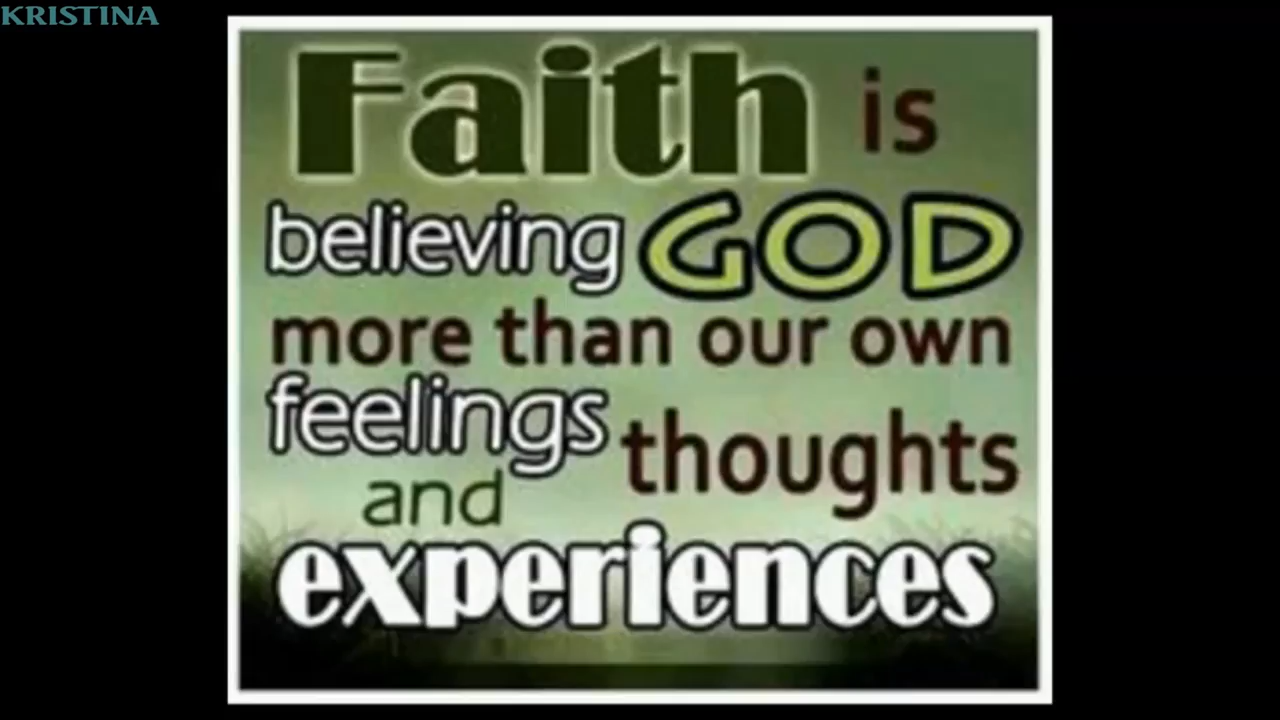 KRISTINA
Faith is
believing GOD
more than our own
feelings thoughts
and
experiences